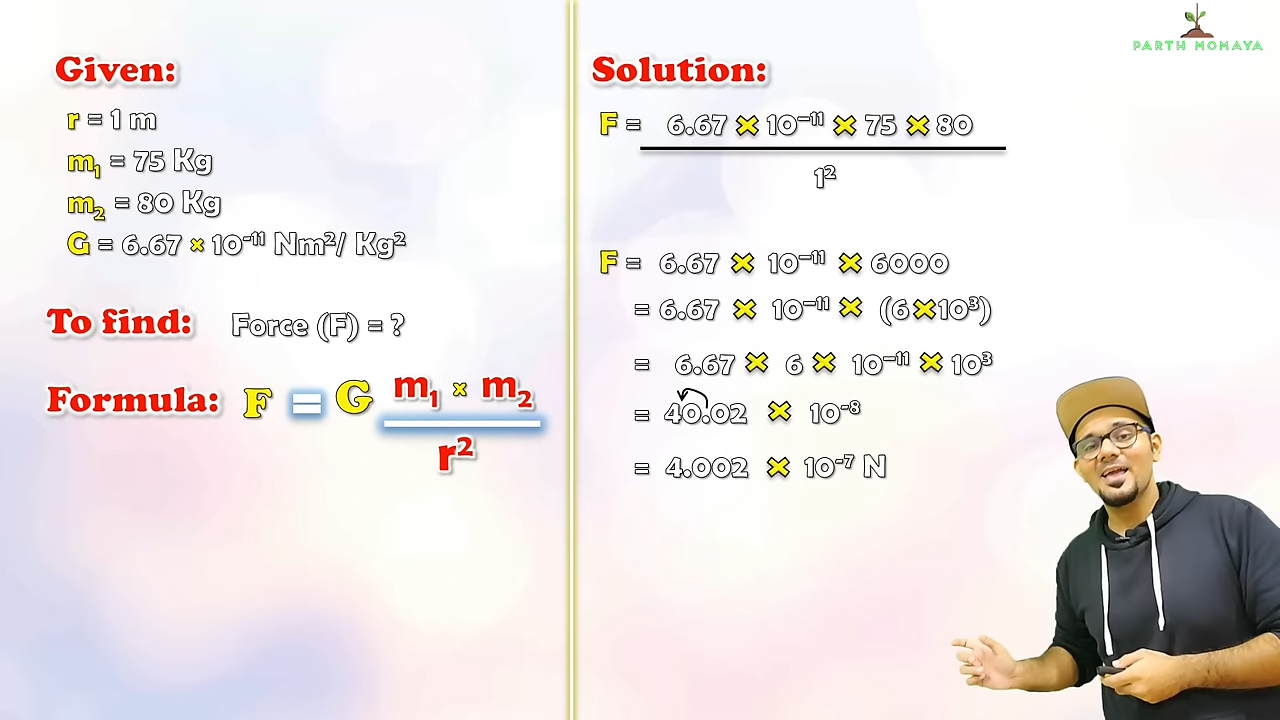 PARTH MOMAYA
Given:
r = 1 m
m₁ = 75 Kg
m₂ = 80 Kg
G = 6.67 × 10⁻¹¹ Nm²/ Kg²
To find: Force (F) = ?
Formula: F = G m₁ × m₂
r²
Solution:
F = 6.67 × 10⁻¹¹ × 75 × 80
1²
F = 6.67 × 10⁻¹¹ × 6000
= 6.67 × 10⁻¹¹ × (6×10³)
= 6.67 × 6 × 10⁻¹¹ × 10³
= 40.02 × 10⁻⁸
= 4.002 × 10⁻⁷ N